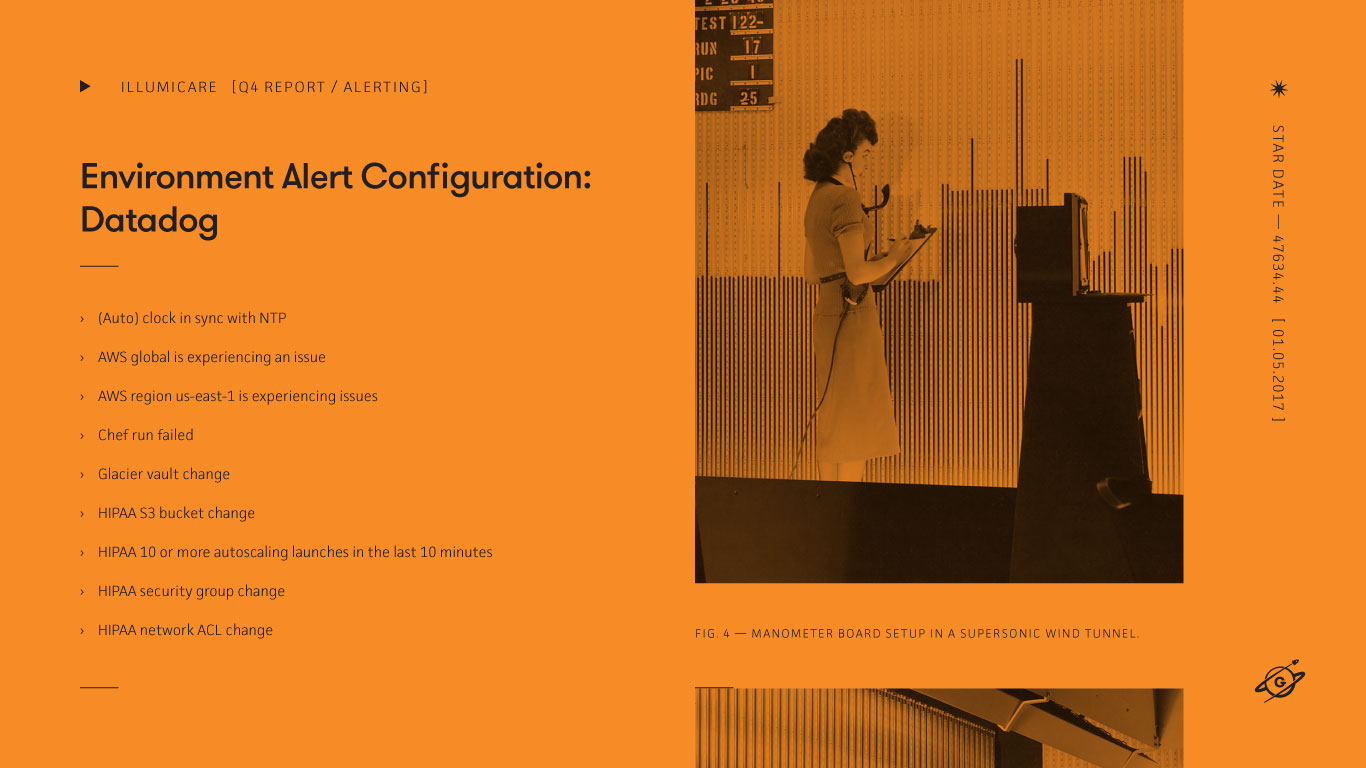 ILLUMICARE [Q4 REPORT / ALERTING]
Environment Alert Configuration:
Datadog
› (Auto) clock in sync with NTP
› AWS global is experiencing an issue
› AWS region us-east-1 is experiencing issues
› Chef run failed
› Glacier vault change
› HIPAA S3 bucket change
› HIPAA 10 or more autoscaling launches in the last 10 minutes
› HIPAA security group change
› HIPAA network ACL change
TEST 122-
RUN 17
PIC 1
RDG 25
FIG. 4 — MANOMETER BOARD SETUP IN A SUPERSONIC WIND TUNNEL.
STAR DATE — 47634.44 [ 01.05.2017 ]
G